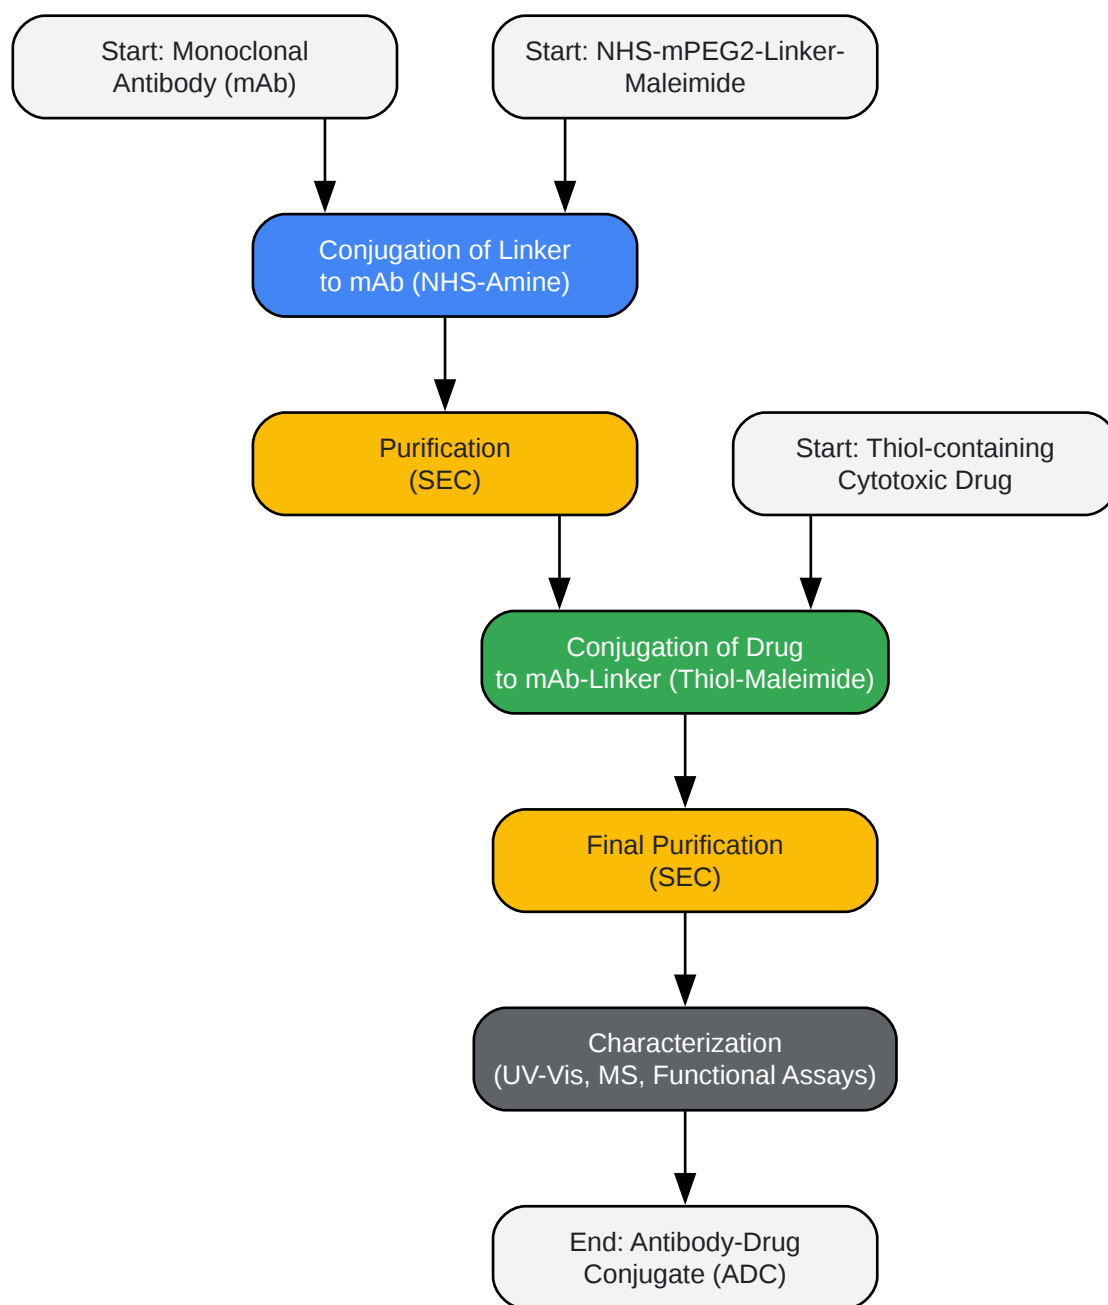 Start: Monoclonal
Antibody (mAb)
Start: NHS-mPEG2-Linker-
Maleimide
Conjugation of Linker
to mAb (NHS-Amine)
Purification
(SEC)
Start: Thiol-containing
Cytotoxic Drug
Conjugation of Drug
to mAb-Linker (Thiol-Maleimide)
Final Purification
(SEC)
Characterization
(UV-Vis, MS, Functional Assays)
End: Antibody-Drug
Conjugate (ADC)